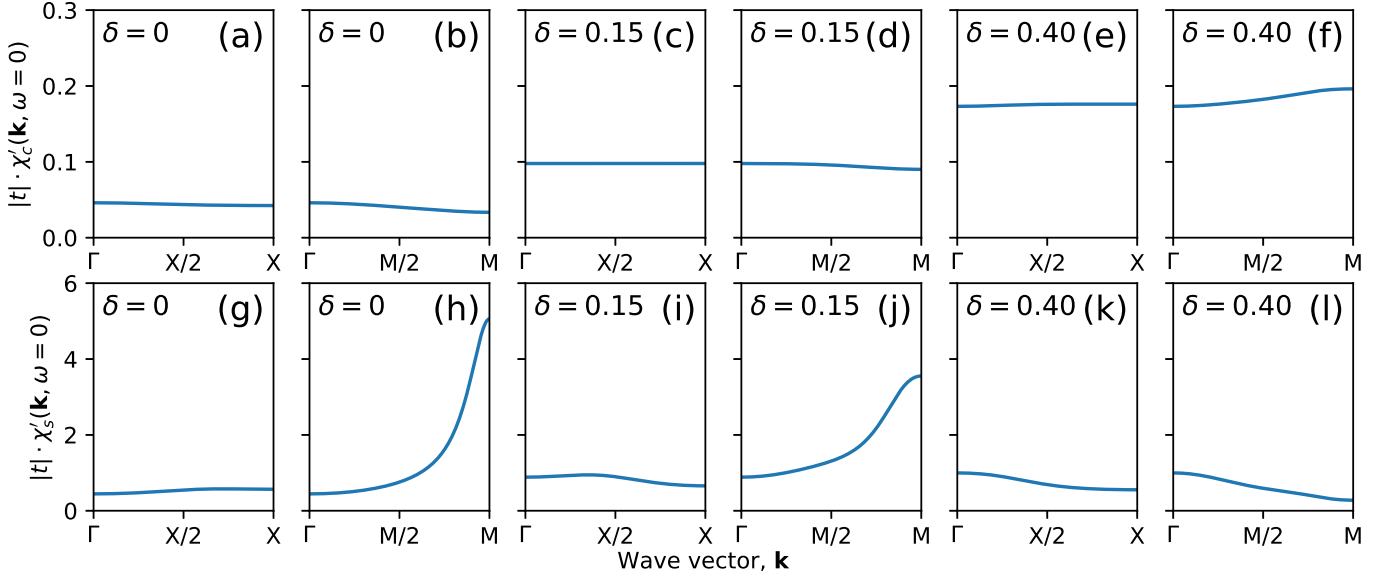 |t| · χ′c(k, ω = 0)
0.3
0.2
0.1
0.0
δ = 0 (a)
δ = 0 (b)
δ = 0.15 (c)
δ = 0.15 (d)
δ = 0.40 (e)
δ = 0.40 (f)
Γ X/2 X
Γ M/2 M
Γ X/2 X
Γ M/2 M
Γ X/2 X
Γ M/2 M
|t| · χ′s(k, ω = 0)
6
4
2
0
δ = 0 (g)
δ = 0 (h)
δ = 0.15 (i)
δ = 0.15 (j)
δ = 0.40 (k)
δ = 0.40 (l)
Γ X/2 X
Γ M/2 M
Γ X/2 X
Γ M/2 M
Γ X/2 X
Γ M/2 M
Wave vector, k